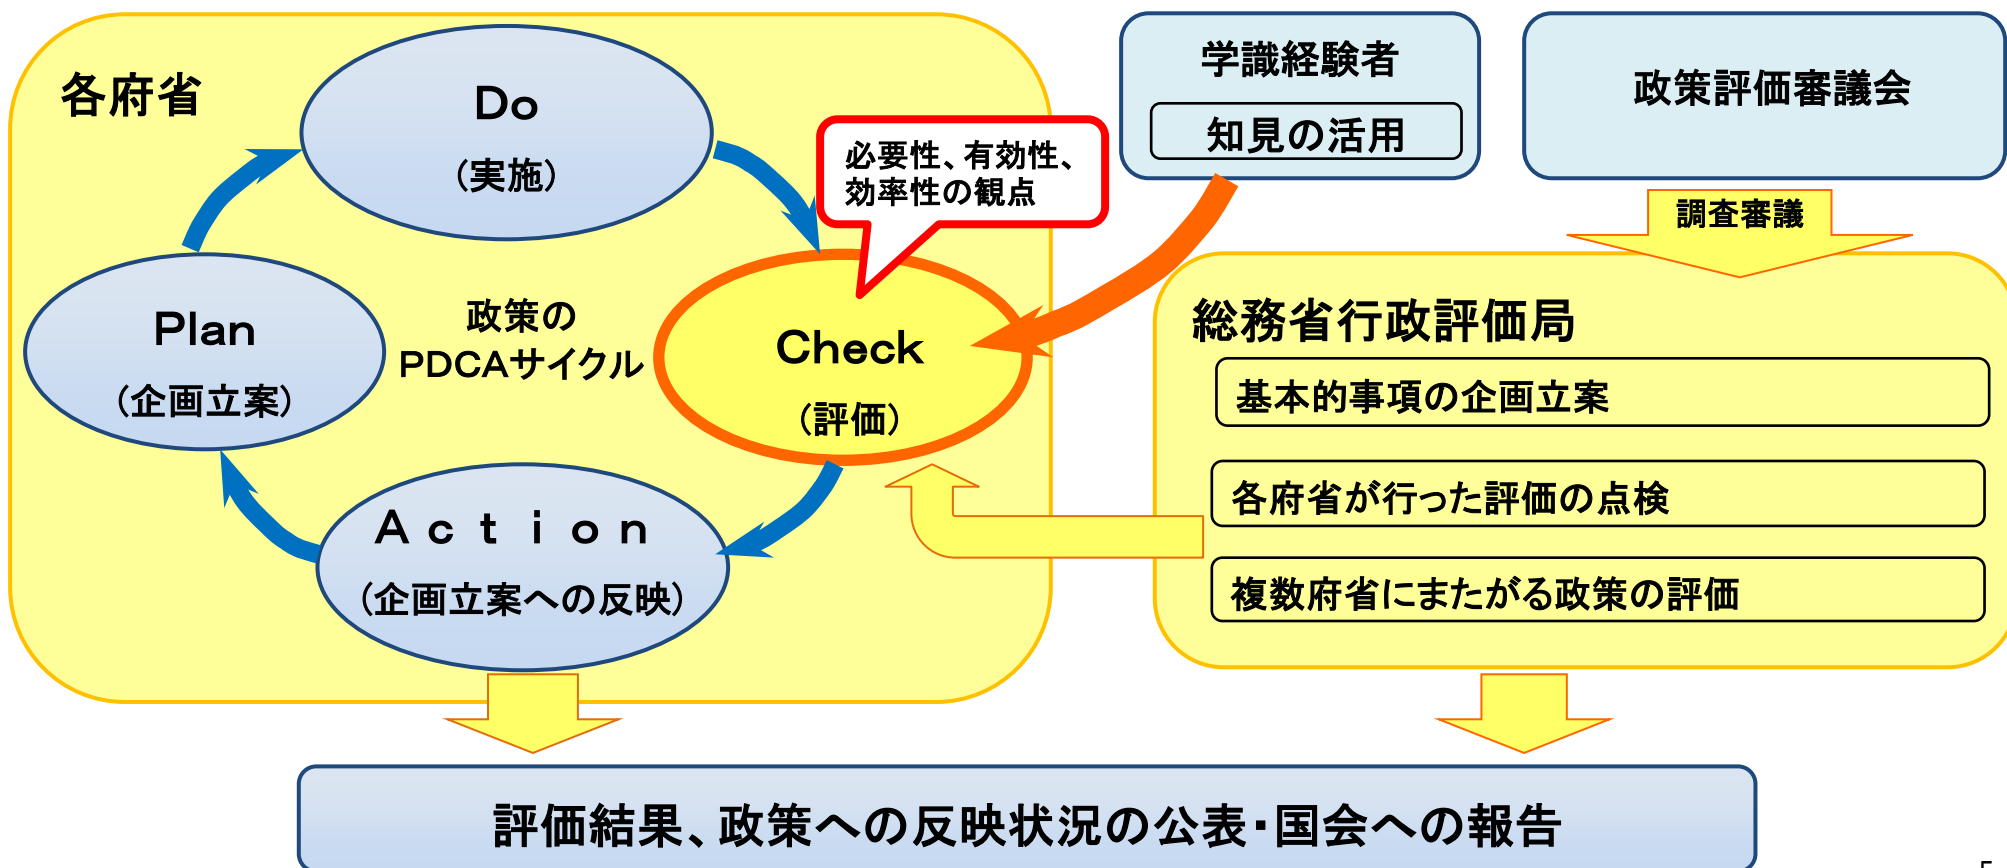 各府省
Do
(実施)
必要性、有効性、
効率性の観点
学識経験者
知見の活用
政策評価審議会
調査審議
Plan
(企画立案)
政策の
PDCAサイクル
Check
(評価)
Action
(企画立案への反映)
総務省行政評価局
基本的事項の企画立案
各府省が行った評価の点検
複数府省にまたがる政策の評価
評価結果、政策への反映状況の公表・国会への報告